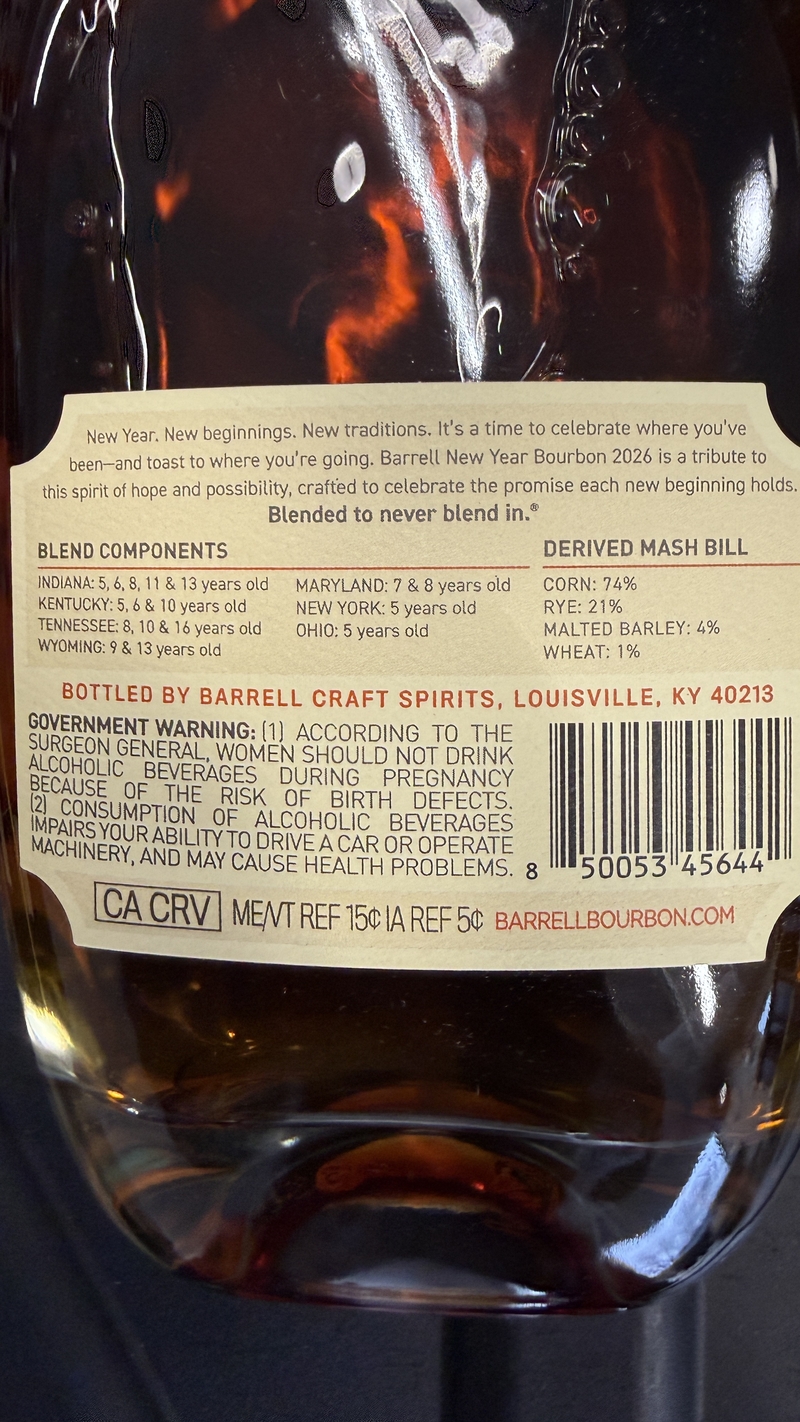 New Year. New beginnings. New traditions. It's a time to celebrate where you've
been—and toast to where you're going. Barrell New Year Bourbon 2026 is a tribute to
this spirit of hope and possibility, crafted to celebrate the promise each new beginning holds.
Blended to never blend in.®
BLEND COMPONENTS
INDIANA: 5, 6, 8, 11 & 13 years old
KENTUCKY: 5, 6 & 10 years old
TENNESSEE: 8, 10 & 16 years old
WYOMING: 9 & 13 years old
MARYLAND: 7 & 8 years old
NEW YORK: 5 years old
OHIO: 5 years old
DERIVED MASH BILL
CORN: 74%
RYE: 21%
MALTED BARLEY: 4%
WHEAT: 1%
BOTTLED BY BARRELL CRAFT SPIRITS, LOUISVILLE, KY 40213
GOVERNMENT WARNING: (1) ACCORDING TO THE
SURGEON GENERAL, WOMEN SHOULD NOT DRINK
ALCOHOLIC BEVERAGES DURING PREGNANCY
BECAUSE OF THE RISK OF BIRTH DEFECTS.
(2) CONSUMPTION OF ALCOHOLIC BEVERAGES
IMPAIRS YOUR ABILITY TO DRIVE A CAR OR OPERATE
MACHINERY, AND MAY CAUSE HEALTH PROBLEMS.
8 50053 45644
CA CRV ME/VT REF 15¢ IA REF 5¢ BARRELLBOURBON.COM